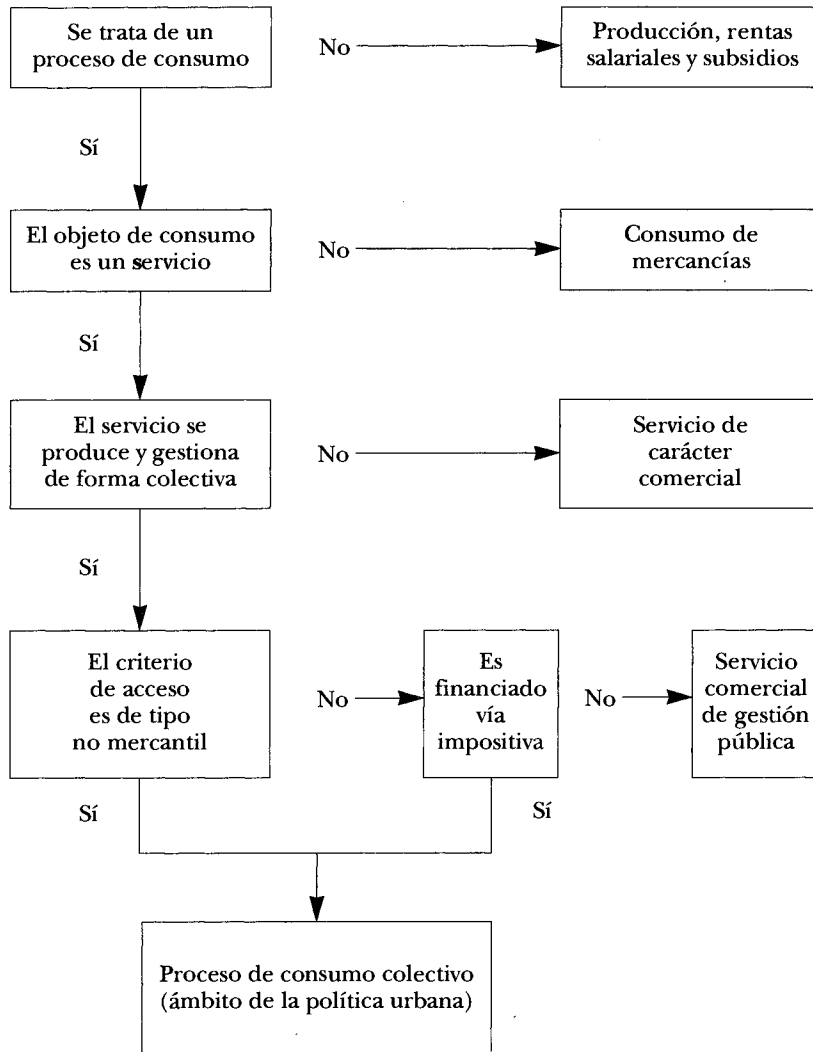 Se trata de un
proceso de consumo
No
Producción, rentas
salariales y subsidios
Sí
El objeto de consumo
es un servicio
No
Consumo de
mercancías
Sí
El servicio se
produce y gestiona
de forma colectiva
No
Servicio de
carácter
comercial
Sí
El criterio
de acceso
es de tipo
no mercantil
No
Es
financiado
vía
impositiva
No
Servicio
comercial
de gestión
pública
Sí
Sí
Proceso de consumo colectivo
(ámbito de la política urbana)